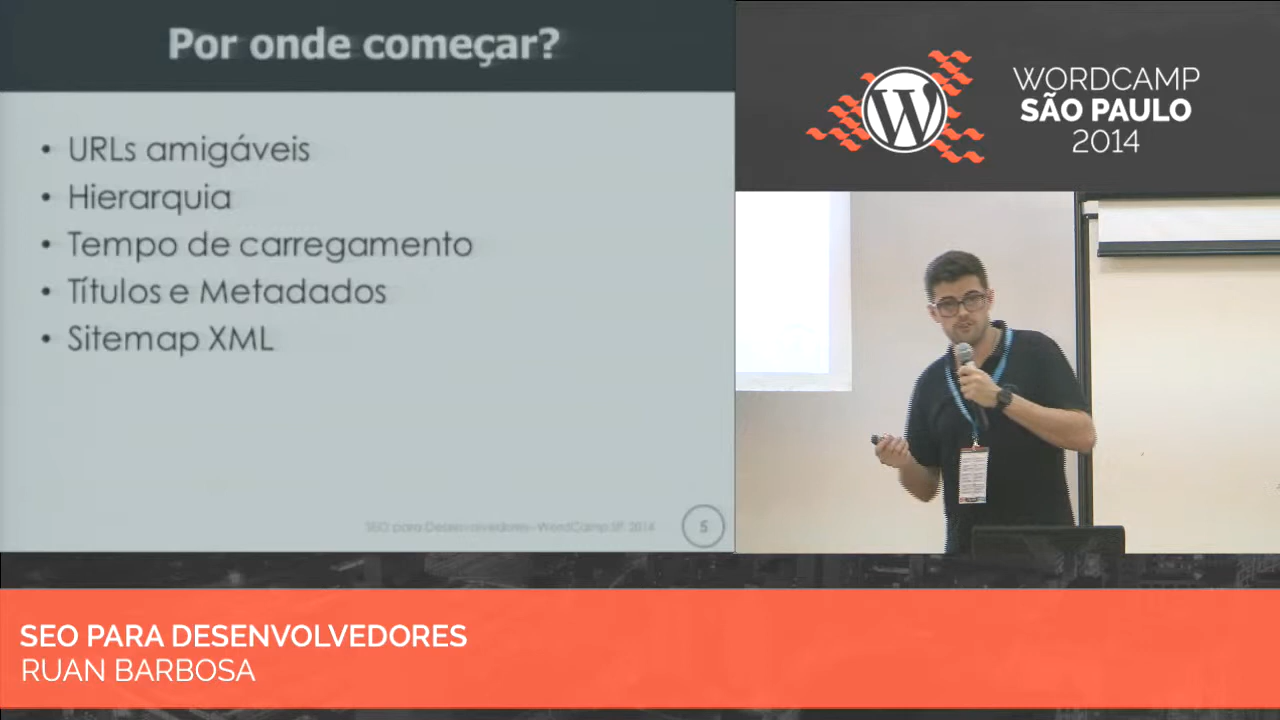 Por onde começar?
• URLs amigáveis
• Hierarquia
• Tempo de carregamento
• Títulos e Metadados
• Sitemap XML
SEO para Desenvolvedores - WordCamp SP 2014
5
WORDCAMP
SÃO PAULO
2014
SEO PARA DESENVOLVEDORES
RUAN BARBOSA